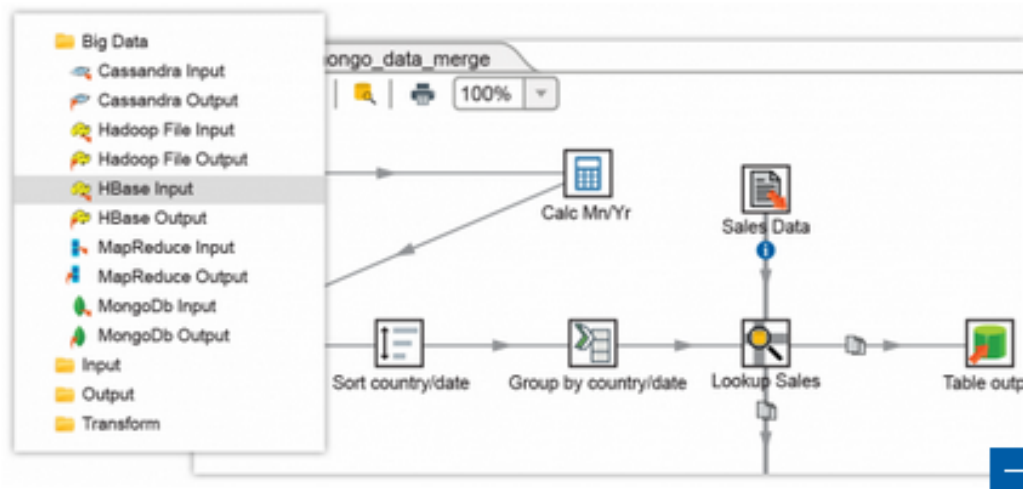 Big Data
Cassandra Input
Cassandra Output
Hadoop File Input
Hadoop File Output
HBase Input
HBase Output
MapReduce Input
MapReduce Output
MongoDb Input
MongoDb Output
Input
Output
Transform
ongo_data_merge
100%
Calc Mn/Yr
Sales Data
Sort country/date
Group by country/date
Lookup Sales
Table outp